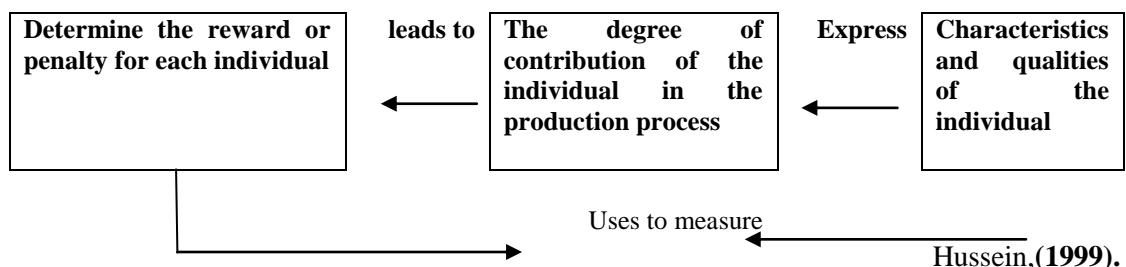 Determine the reward or
penalty for each individual
leads to
The degree of
contribution of the
individual in the
production process
Express
Characteristics
and qualities
of the
individual
Uses to measure
Hussein,(1999).